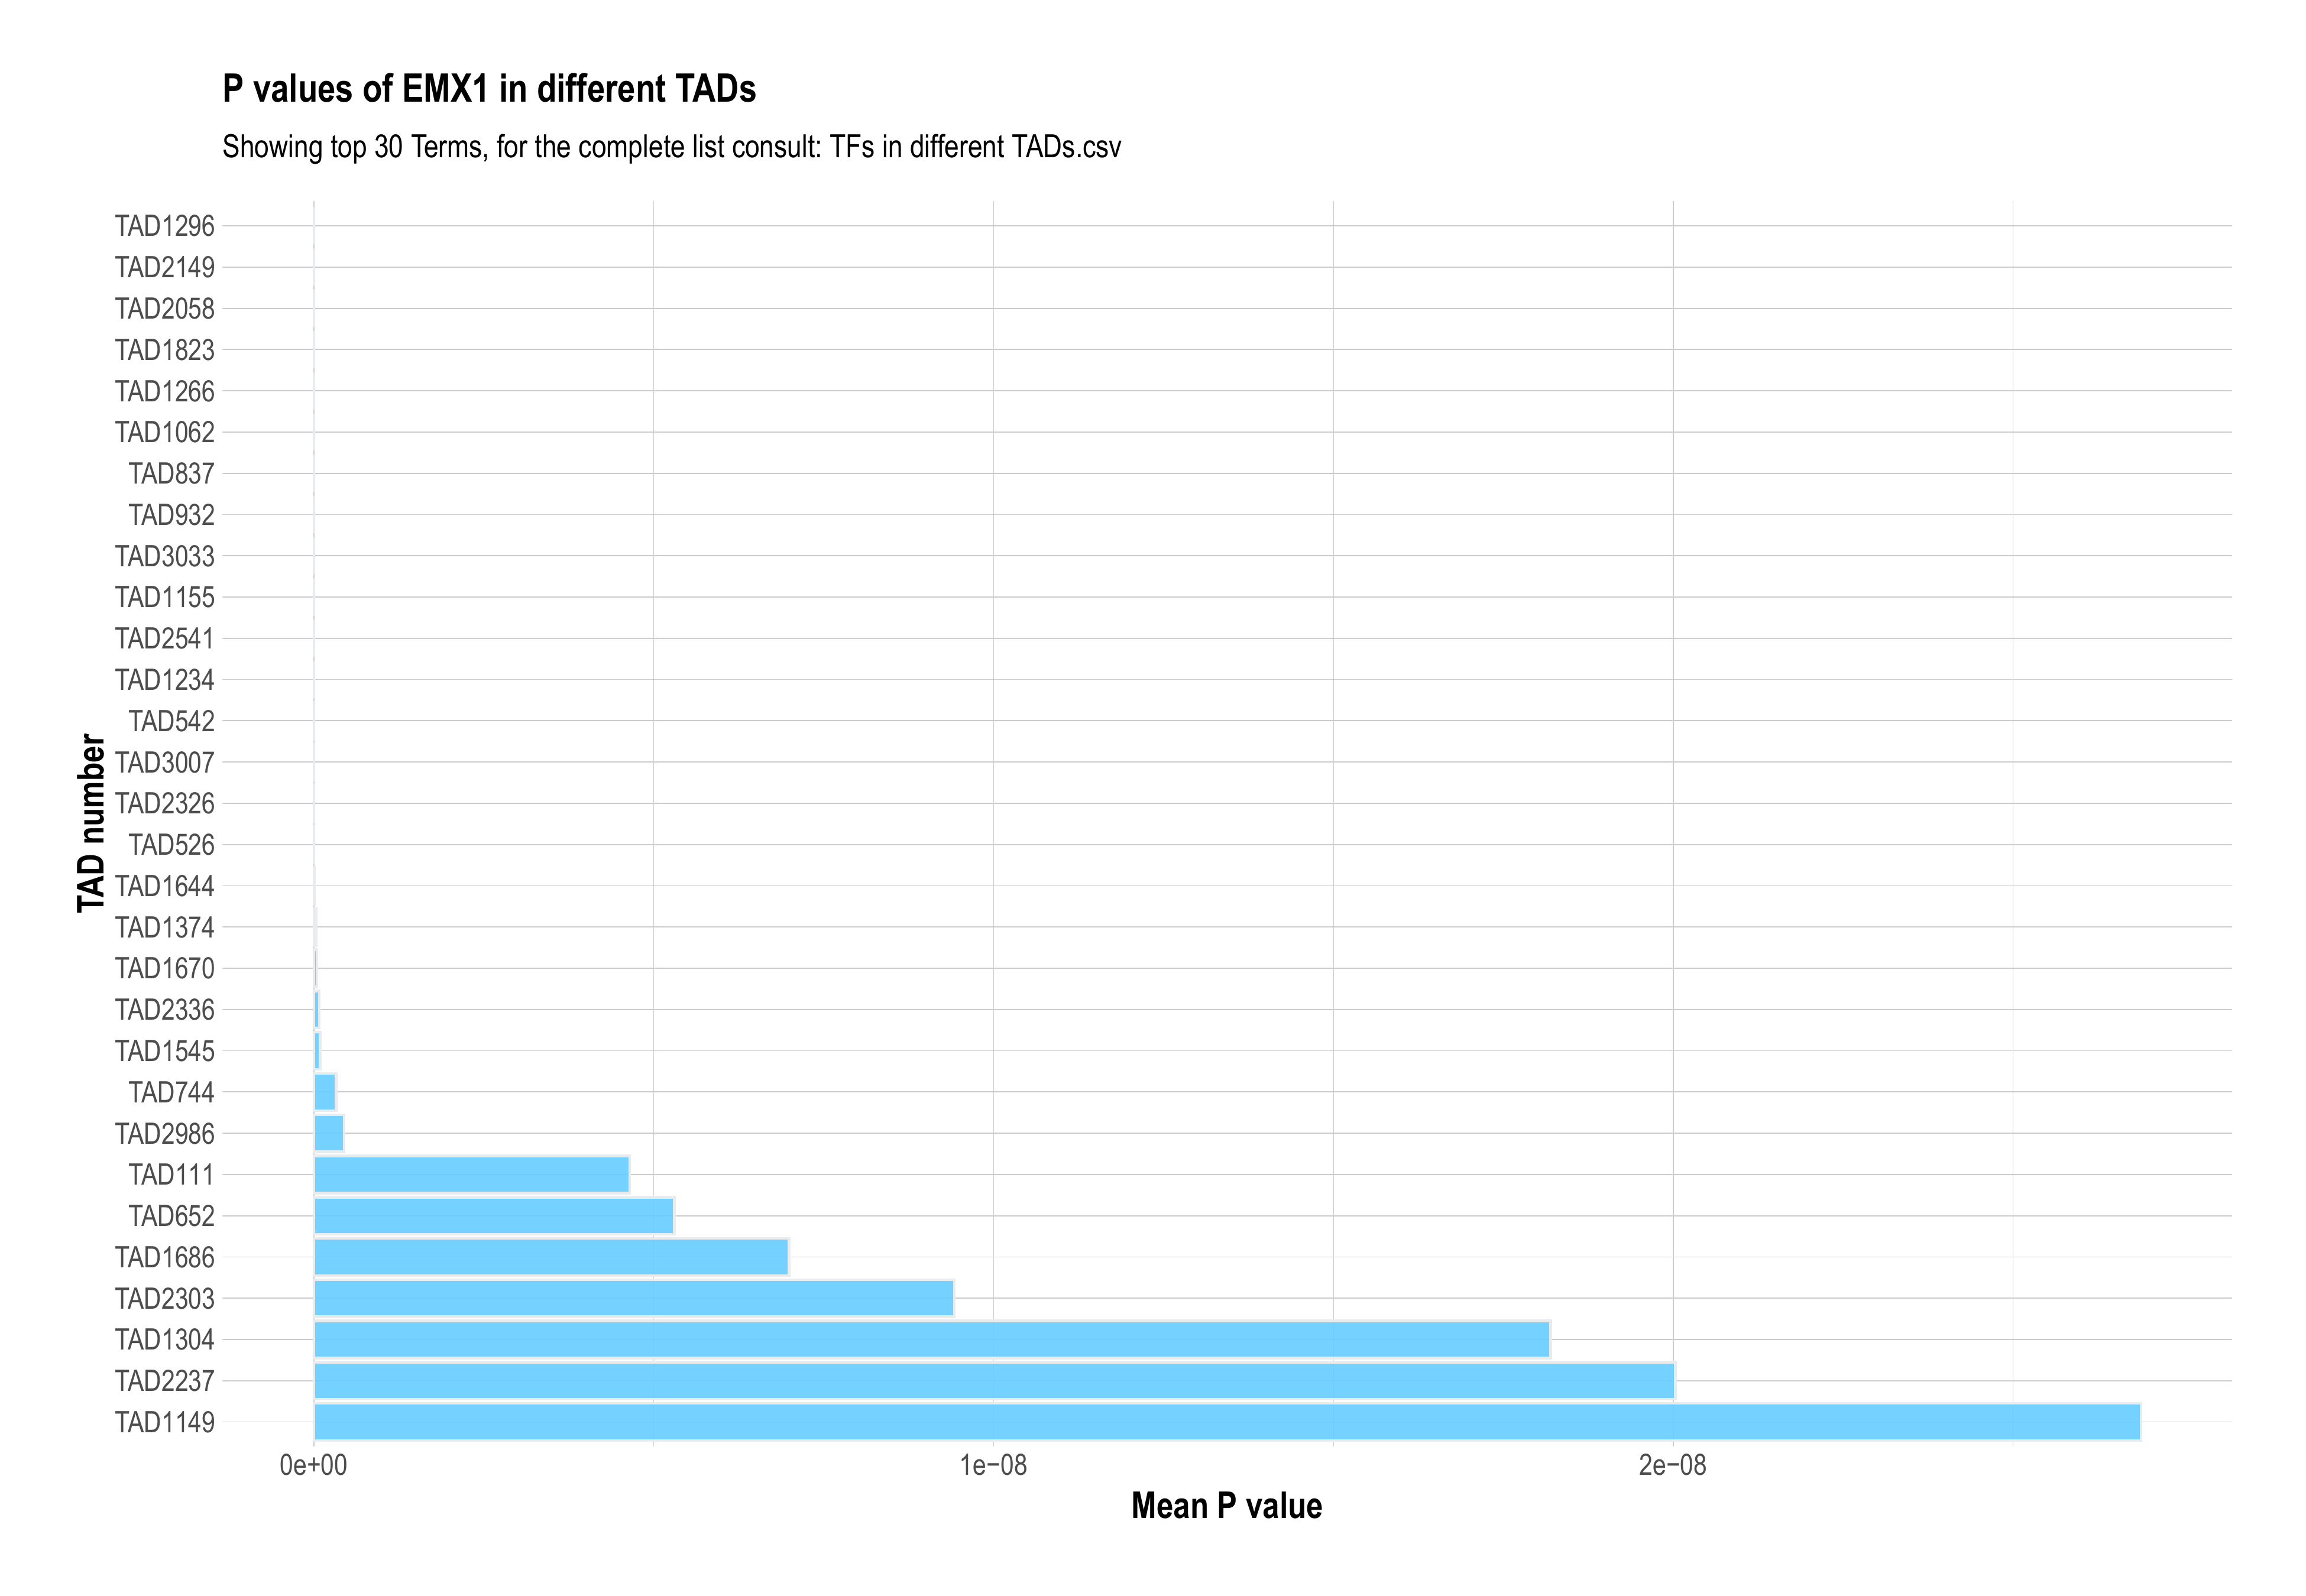 P values of EMX1 in different TADs
Showing top 30 Terms, for the complete list consult: TFs in different TADs.csv
TAD number
TAD1296
TAD2149
TAD2058
TAD1823
TAD1266
TAD1062
TAD837
TAD932
TAD3033
TAD1155
TAD2541
TAD1234
TAD542
TAD3007
TAD2326
TAD526
TAD1644
TAD1374
TAD1670
TAD2336
TAD1545
TAD744
TAD2986
TAD111
TAD652
TAD1686
TAD2303
TAD1304
TAD2237
TAD1149
0e+00 1e−08 2e−08
Mean P value